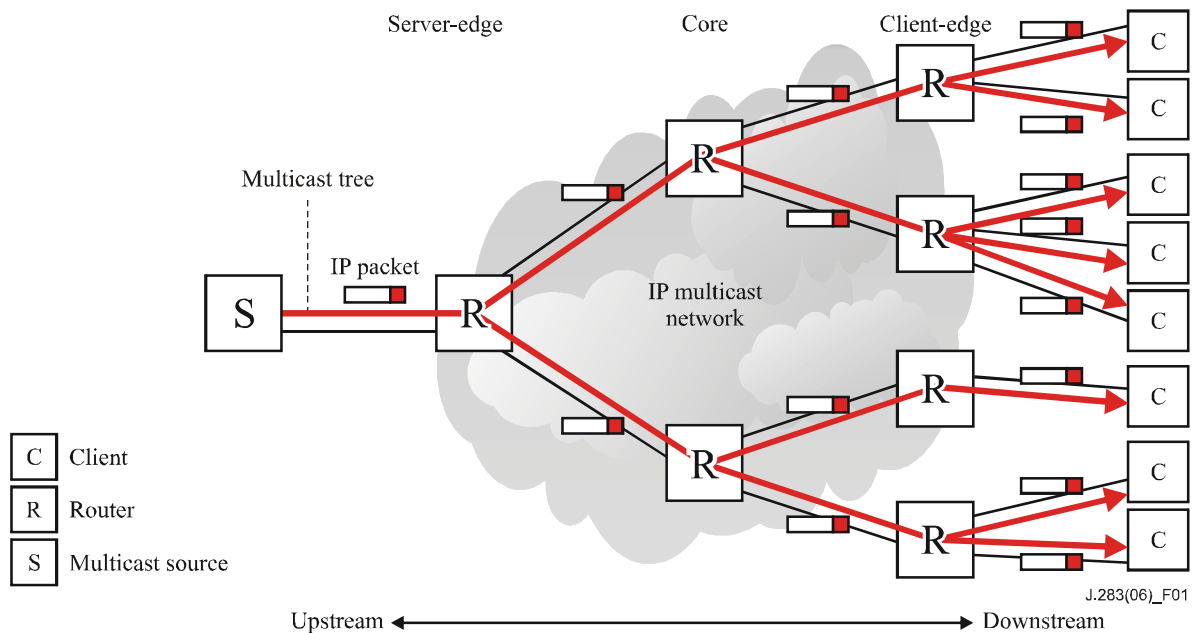 Server-edge
Core
Client-edge
C
R
C
R
Multicast tree
C
R
C
IP packet
S
R
IP multicast
network
C
R
C
C Client
R
C
R Router
R
C
S Multicast source
J.283(06)_F01
Upstream
Downstream